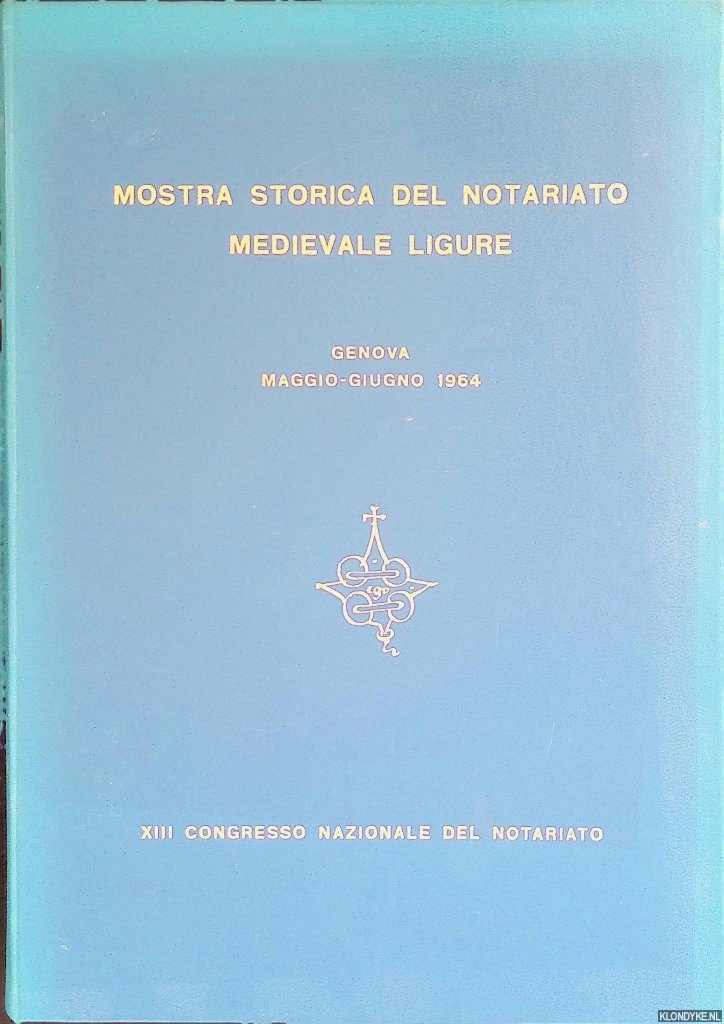 MOSTRA STORICA DEL NOTARIATO
MEDIEVALE LIGURE
GENOVA
MAGGIO-GIUGNO 1964
XIII CONGRESSO NAZIONALE DEL NOTARIATO
KLONDYKE.NL